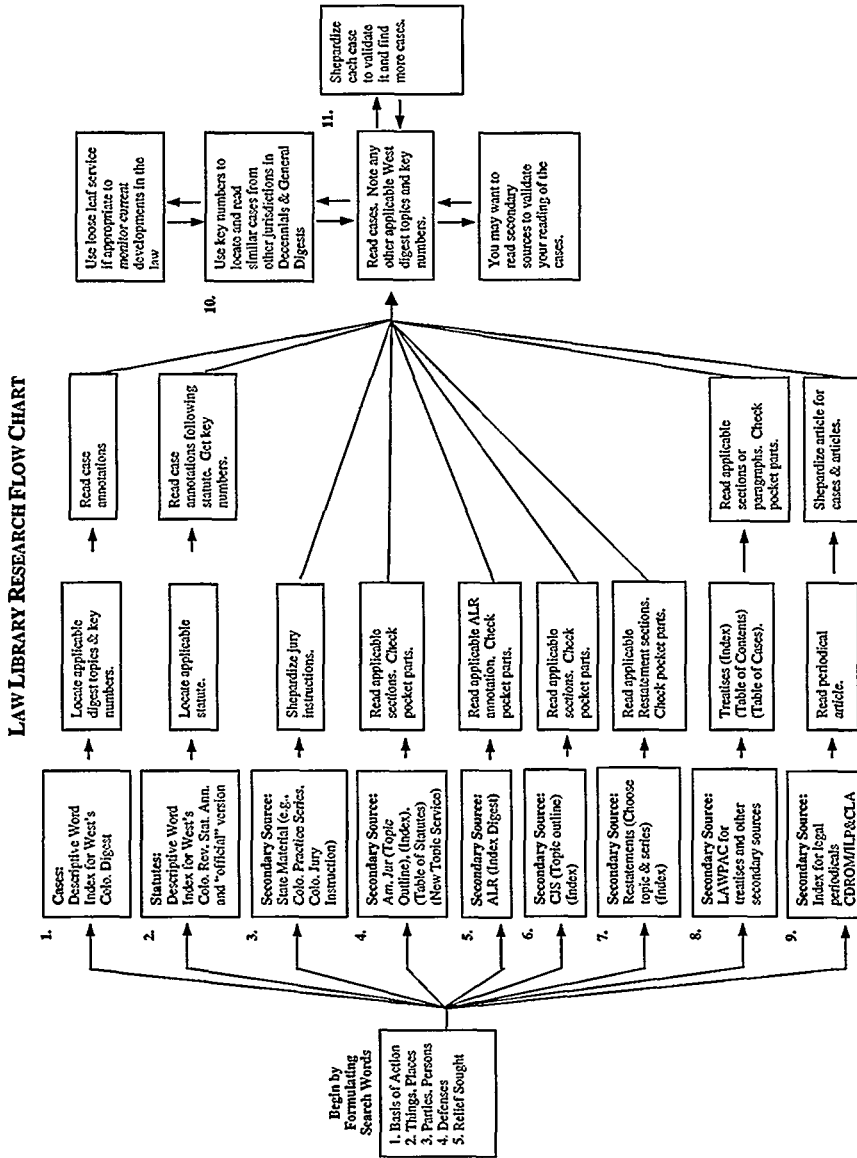 LAW LIBRARY RESEARCH FLOW CHART
Begin by
Formulating
Search Words
1. Basis of Action
2. Things, Places
3. Parties, Persons
4. Defenses
5. Relief Sought
1.
Cases:
Descriptive Word
Index for West's
Colo. Digest
Locate applicable
digest topics & key
numbers.
Read case
annotations
2.
Statutes:
Descriptive Word
Index for West's
Colo. Rev. Stat. Ann.
and "official" version
Locate applicable
statute.
Read case
annotations following
statute. Get key
numbers.
3.
Secondary Source:
State Material (e.g.,
Colo. Practice Series,
Colo. Jury
Instruction)
Shepardize jury
instructions.
4.
Secondary Source:
Am. Jur (Topic
Outline), (Index),
(Table of Statutes)
(New Topic Service)
Read applicable
sections. Check
pocket parts.
5.
Secondary Source:
ALR (Index Digest)
Read applicable ALR
annotation, Check
pocket parts.
6.
Secondary Source:
CJS (Topic outline)
(Index)
Read applicable
sections. Check
pocket parts.
7.
Secondary Source:
Restatements (Choose
topic & series)
(Index)
Read applicable
Restatement sections.
Check pocket parts.
8.
Secondary Source:
LAWPAC for
treatises and other
secondary sources
Treatises (Index)
(Table of Contents)
(Table of Cases).
Read applicable
sections or
paragraphs. Check
pocket parts.
9.
Secondary Source:
Index for legal
periodicals
CDROM/ILP&CLA
Read periodical
article.
Shepardize article for
cases & articles.
Use loose leaf service
if appropriate to
monitor current
developments in the
law
10.
Use key numbers to
locate and read
similar cases from
other jurisdictions in
Decennials & General
Digests
Read cases. Note any
other applicable West
digest topics and key
numbers.
You may want to
read secondary
sources to validate
your reading of the
cases.
11.
Shepardize
each case
to validate
it and find
more cases.